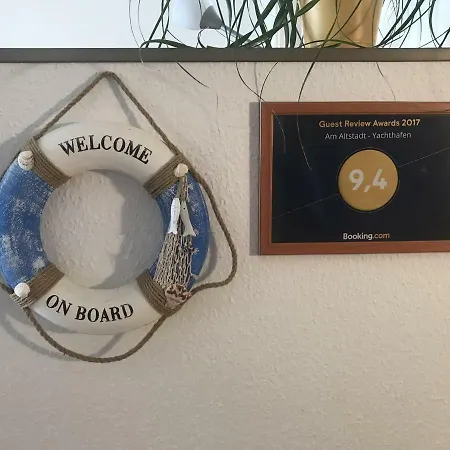 WELCOME
ON BOARD
Guest Review Awards 2017
Am Altstadt - Yachthafen
9,4
Booking.com